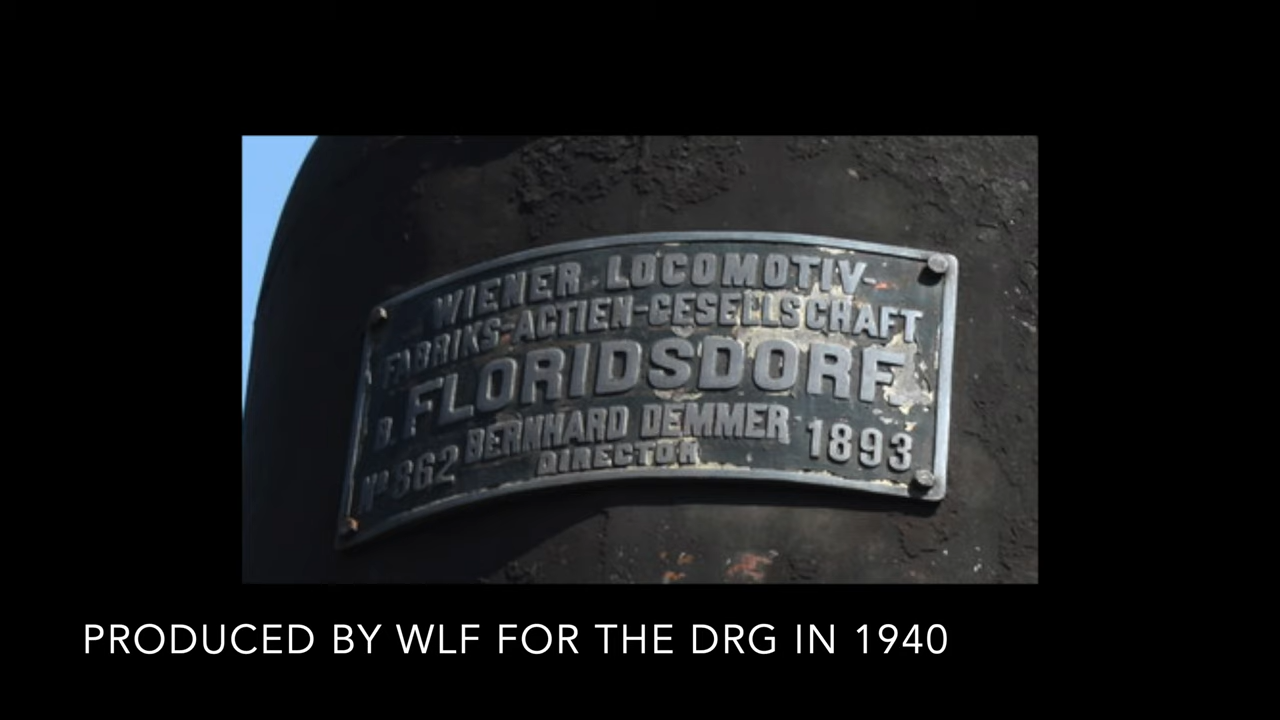 WIENER LOCOMOTIV-
FABRIKS-ACTIEN-GESELLSCHAFT
B. FLORIDSDORF.
BERNHARD DEMMER
DIRECTOR
Nº 862
1893
PRODUCED BY WLF FOR THE DRG IN 1940